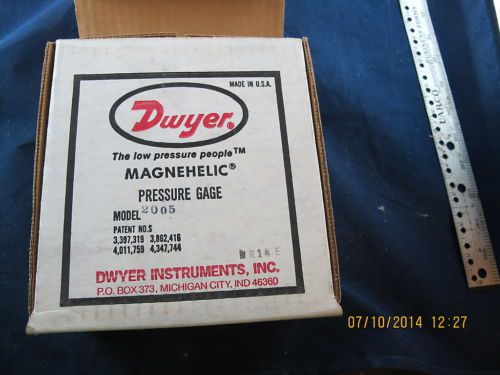 MADE IN U.S.A.
Dwyer®
The low pressure people™
MAGNEHELIC®
PRESSURE GAGE
MODEL 2005
PATENT NO.S
3,397,319 3,862,416
4,011,759 4,347,744
R14E
DWYER INSTRUMENTS, INC.
P.O. BOX 373, MICHIGAN CITY, IND 46360
07/10/2014 12:27